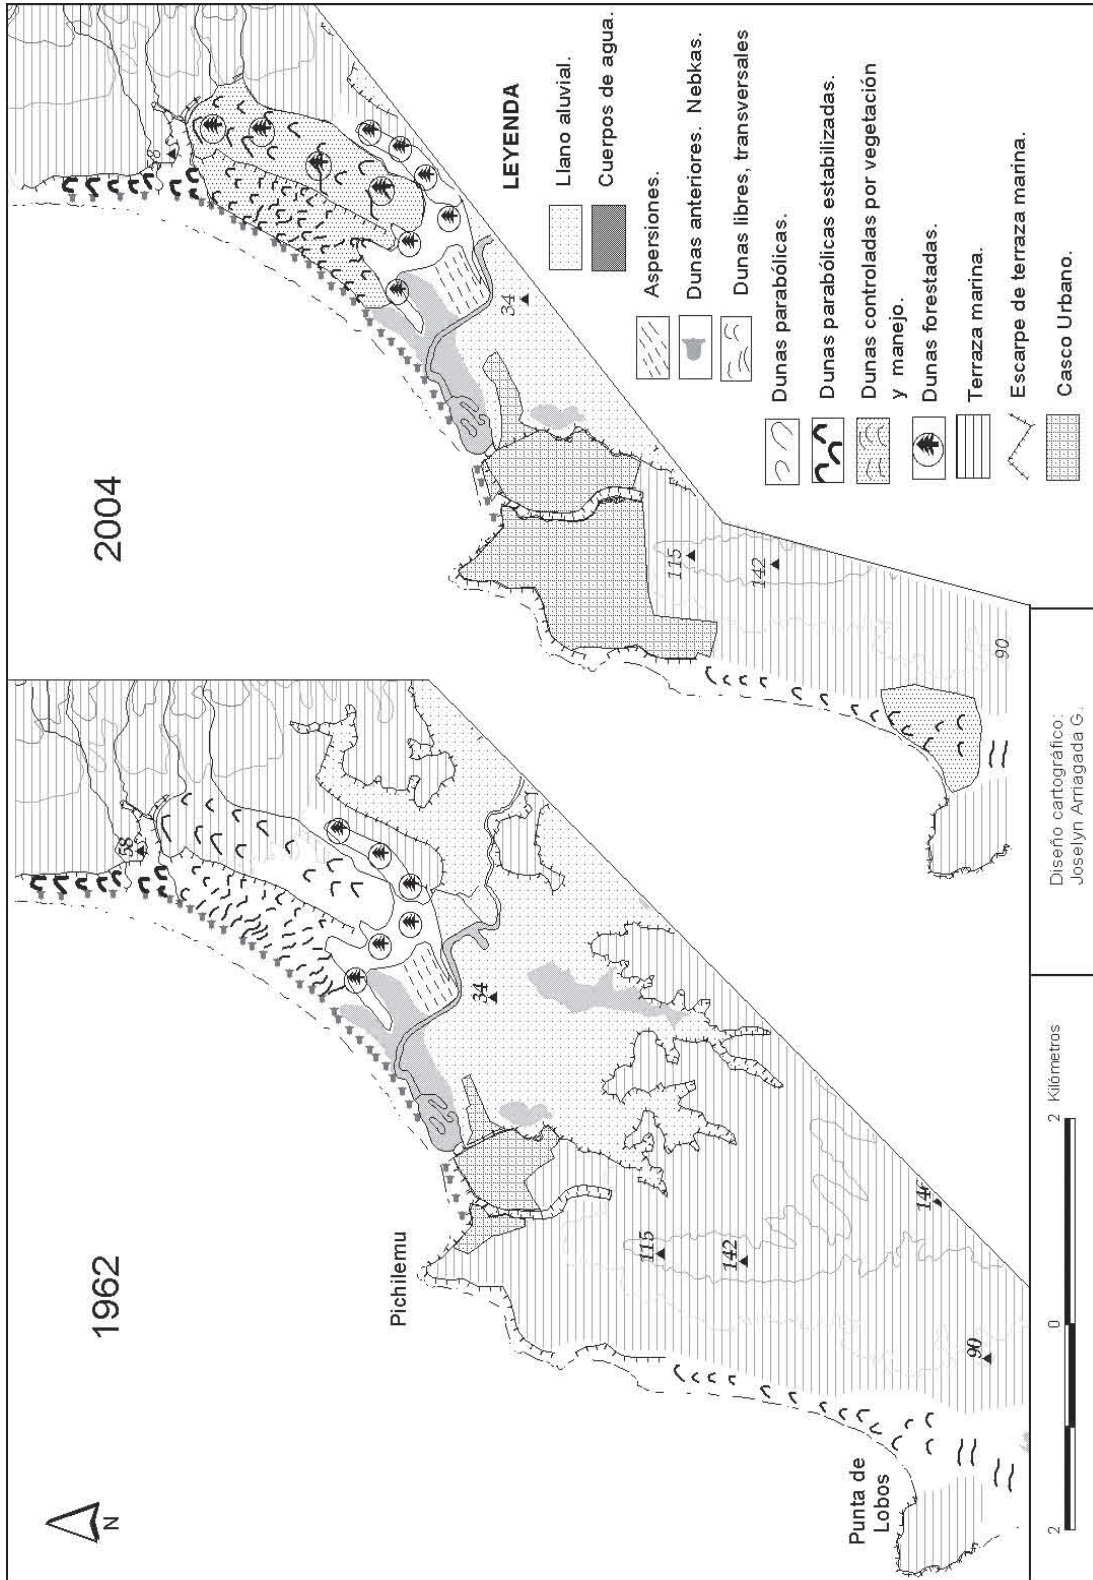 1962
2004
N
58
34
115
142
146
90
Pichilemu
Punta de
Lobos
8
34
115
142
90
LEYENDA
Llano aluvial.
Cuerpos de agua.
Aspersiones.
Dunas anteriores. Nebkas.
Dunas libres, transversales
Dunas parabólicas.
Dunas parabólicas estabilizadas.
Dunas controladas por vegetación
y manejo.
Dunas forestadas.
Terraza marina.
Escarpe de terraza marina.
Casco Urbano.
2 0 2 Kilómetros
Diseño cartográfico:
Joselyn Arriagada G.